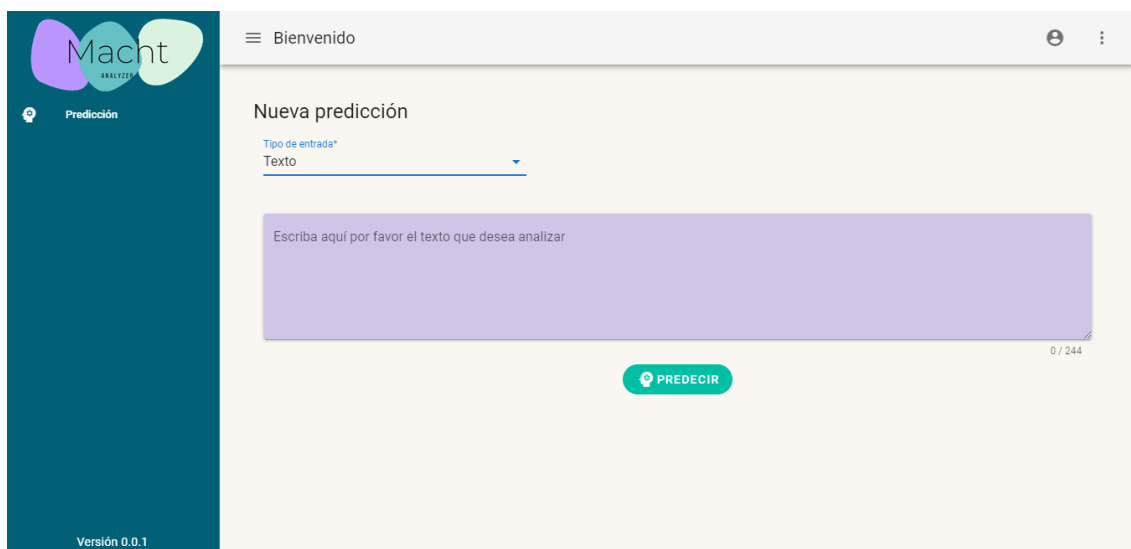 Macht
ANALYZER
Predicción
Versión 0.0.1
Bienvenido
Nueva predicción
Tipo de entrada*
Texto
Escriba aquí por favor el texto que desea analizar
0 / 244
PREDECIR